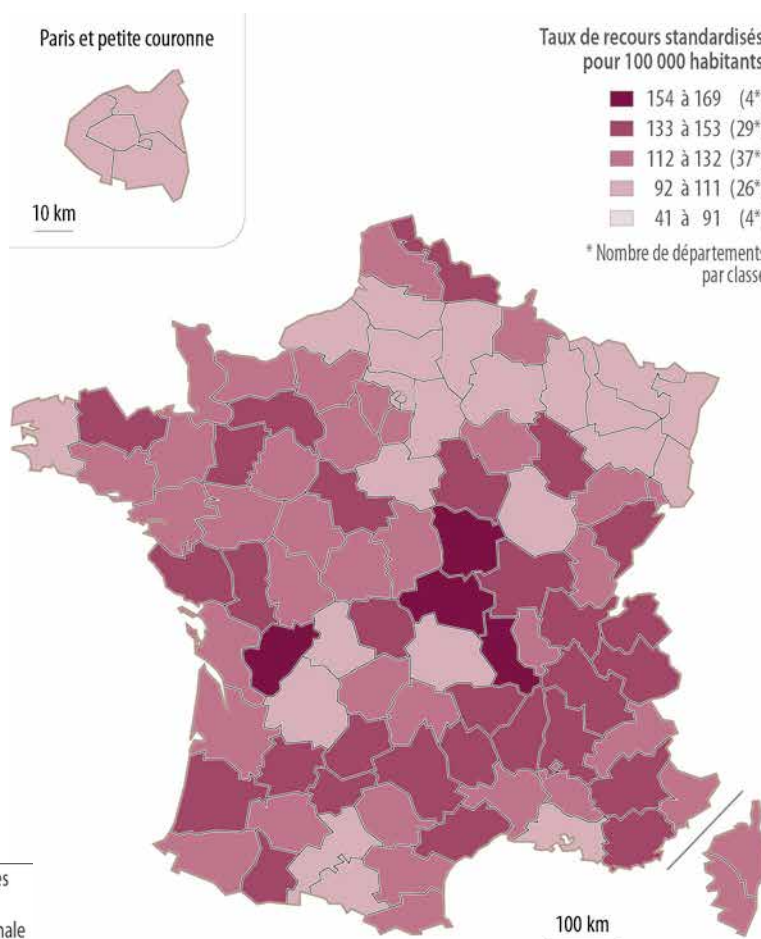 Paris et petite couronne
10 km
Taux de recours standardisés
pour 100 000 habitants
154 à 169 (4*
133 à 153 (29*
112 à 132 (37*
92 à 111 (26*
41 à 91 (4*
* Nombre de départements
par classe
100 km